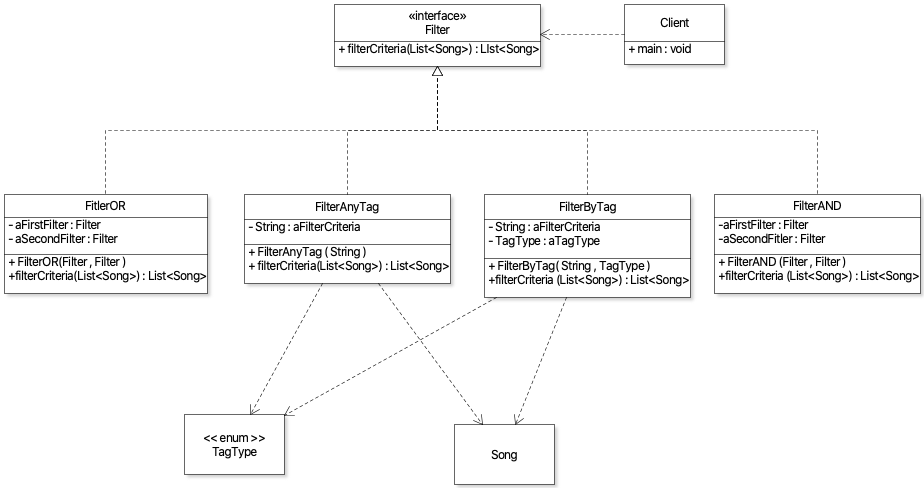 <<interface>>
Filter
+ filterCriteria(List<Song>) : LIst<Song>
Client
+ main : void
FitlerOR
- aFirstFilter : Filter
- aSecondFilter : Filter
+ FilterOR(Filter , Filter )
+filterCriteria(List<Song>) : List<Song>
FilterAnyTag
- String : aFilterCriteria
+ FilterAnyTag ( String )
+ filterCriteria(List<Song>) : List<Song>
FilterByTag
- String : aFilterCriteria
- TagType : aTagType
+ FilterByTag( String , TagType )
+filterCriteria (List<Song>) : List<Song>
FilterAND
-aFirstFilter : Filter
-aSecondFitler : Filter
+ FilterAND (Filter , Filter )
+filterCriteria (List<Song>) : List<Song>
<< enum >>
TagType
Song